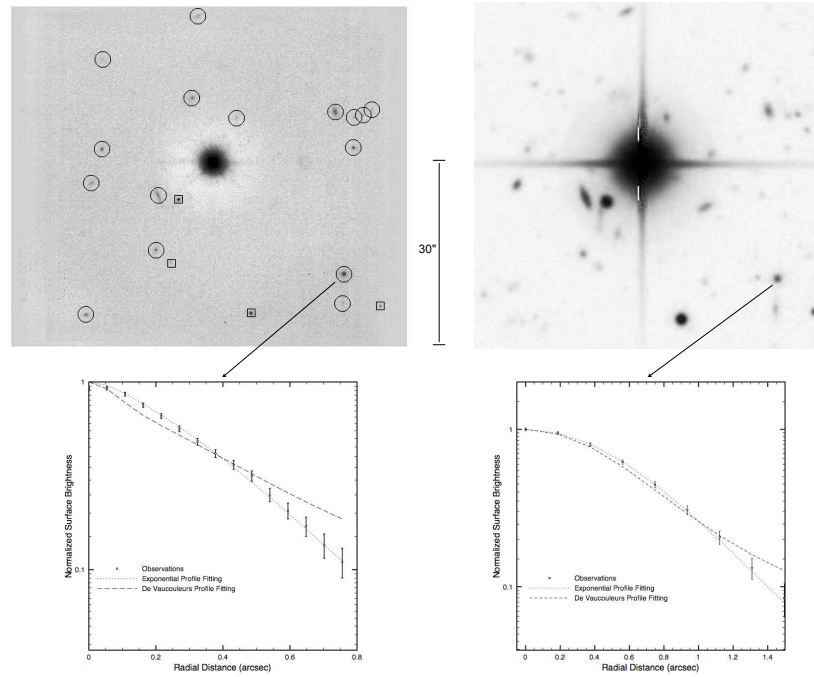 30"
Normalized Surface Brightness
1
0.1
0
0.2
0.4
0.6
0.8
Radial Distance (arcsec)
Observations
Exponential Profile Fitting
De Vaucouleurs Profile Fitting
Normalized Surface Brightness
1
0.1
0
0.2
0.4
0.6
0.8
1
1.2
1.4
Radial Distance (arcsec)
Observations
Exponential Profile Fitting
De Vaucouleurs Profile Fitting